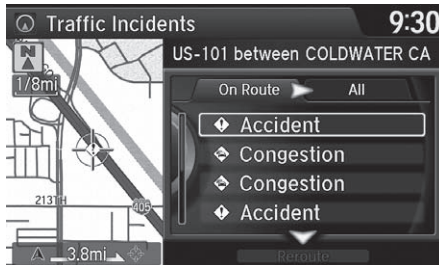 Traffic Incidents 9:30
N
US-101 between COLDWATER CA
1/8mi
On Route All
Accident
Congestion
Congestion
213TH 405
Accident
3.8mi
Reroute